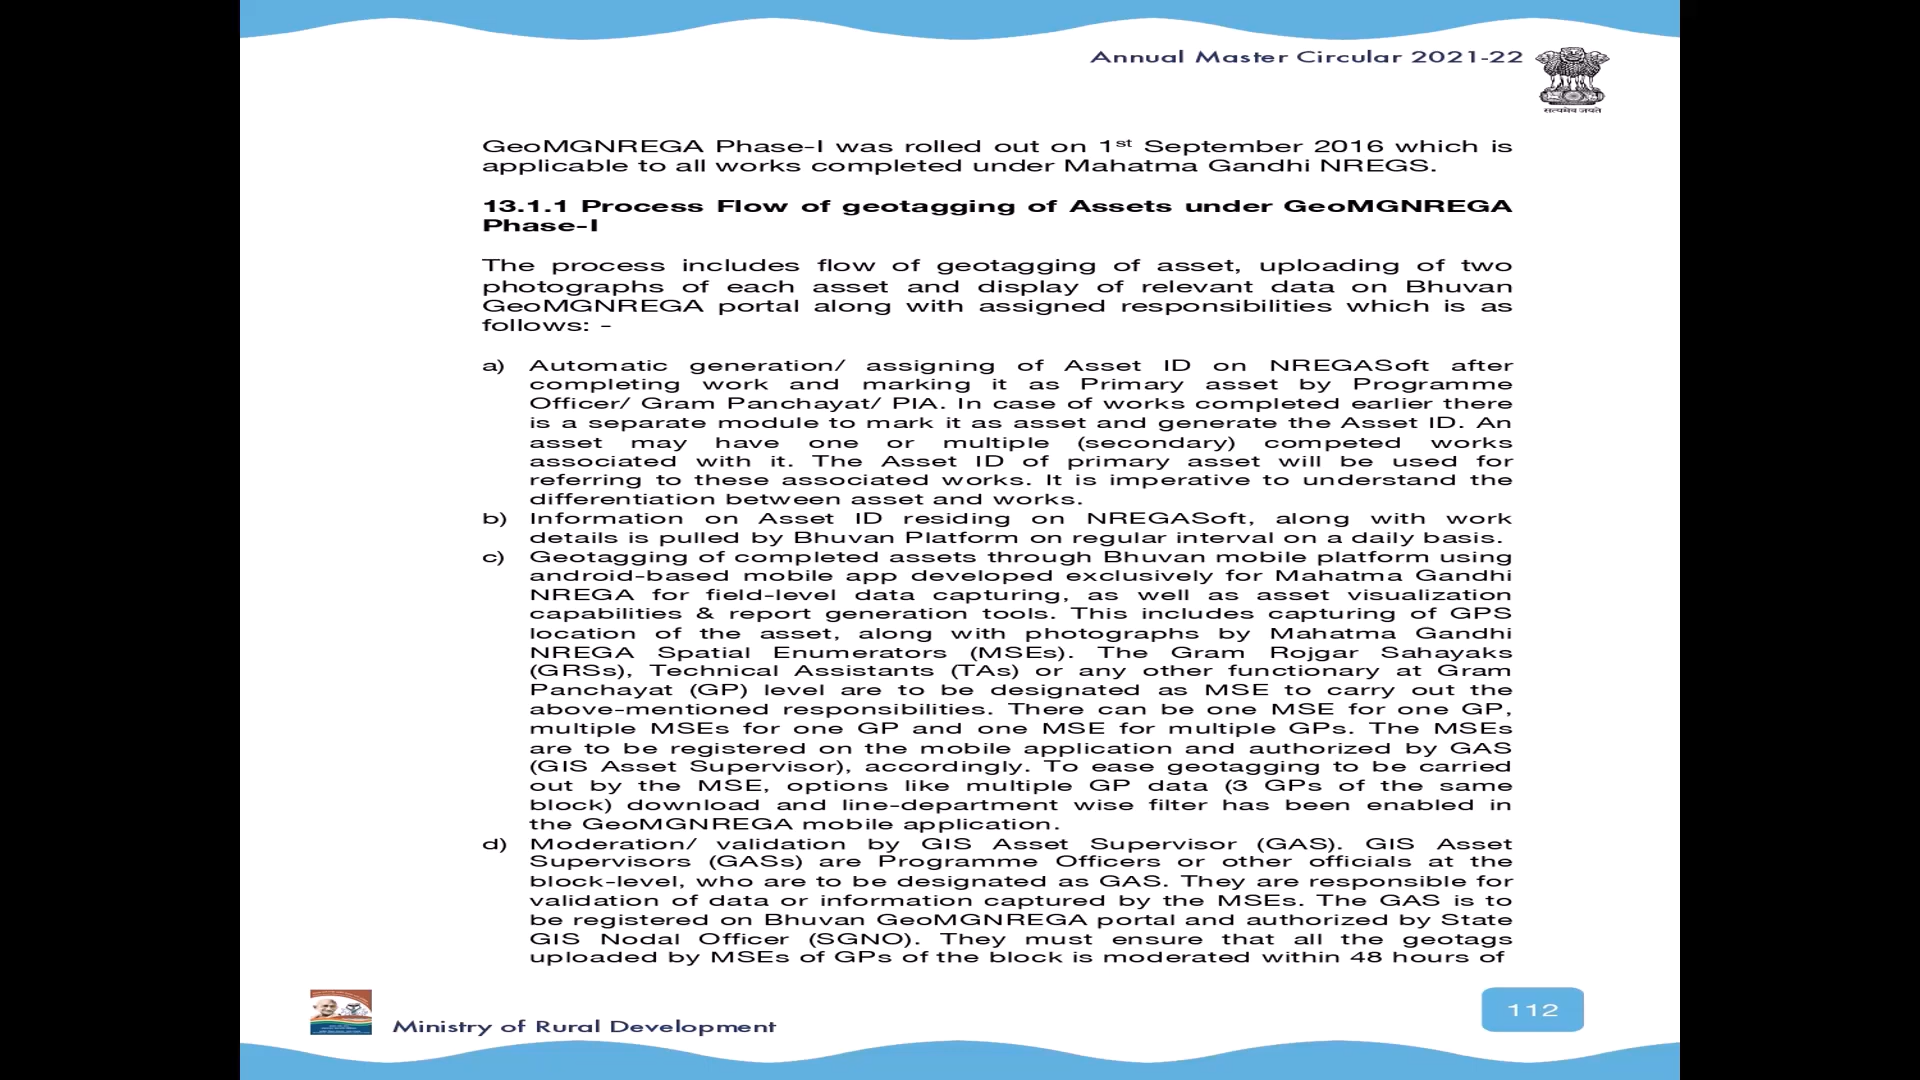 Annual Master Circular 2021-22
सत्यमेव जयते
GeoMGNREGA Phase-I was rolled out on 1st September 2016 which is
applicable to all works completed under Mahatma Gandhi NREGS.
13.1.1 Process Flow of geotagging of Assets under GeoMGNREGA
Phase-I
The process includes flow of geotagging of asset, uploading of two
photographs of each asset and display of relevant data on Bhuvan
GeoMGNREGA portal along with assigned responsibilities which is as
follows: -
a) Automatic generation/ assigning of Asset ID on NREGASoft after
completing work and marking it as Primary asset by Programme
Officer/ Gram Panchayat/ PIA. In case of works completed earlier there
is a separate module to mark it as asset and generate the Asset ID. An
asset may have one or multiple (secondary) competed works
associated with it. The Asset ID of primary asset will be used for
referring to these associated works. It is imperative to understand the
differentiation between asset and works.
b) Information on Asset ID residing on NREGASoft, along with work
details is pulled by Bhuvan Platform on regular interval on a daily basis.
c) Geotagging of completed assets through Bhuvan mobile platform using
android-based mobile app developed exclusively for Mahatma Gandhi
NREGA for field-level data capturing, as well as asset visualization
capabilities & report generation tools. This includes capturing of GPS
location of the asset, along with photographs by Mahatma Gandhi
NREGA Spatial Enumerators (MSEs). The Gram Rojgar Sahayaks
(GRSs), Technical Assistants (TAs) or any other functionary at Gram
Panchayat (GP) level are to be designated as MSE to carry out the
above-mentioned responsibilities. There can be one MSE for one GP,
multiple MSEs for one GP and one MSE for multiple GPs. The MSEs
are to be registered on the mobile application and authorized by GAS
(GIS Asset Supervisor), accordingly. To ease geotagging to be carried
out by the MSE, options like multiple GP data (3 GPs of the same
block) download and line-department wise filter has been enabled in
the GeoMGNREGA mobile application.
d) Moderation/ validation by GIS Asset Supervisor (GAS). GIS Asset
Supervisors (GASs) are Programme Officers or other officials at the
block-level, who are to be designated as GAS. They are responsible for
validation of data or information captured by the MSEs. The GAS is to
be registered on Bhuvan GeoMGNREGA portal and authorized by State
GIS Nodal Officer (SGNO). They must ensure that all the geotags
uploaded by MSEs of GPs of the block is moderated within 48 hours of
Ministry of Rural Development
112